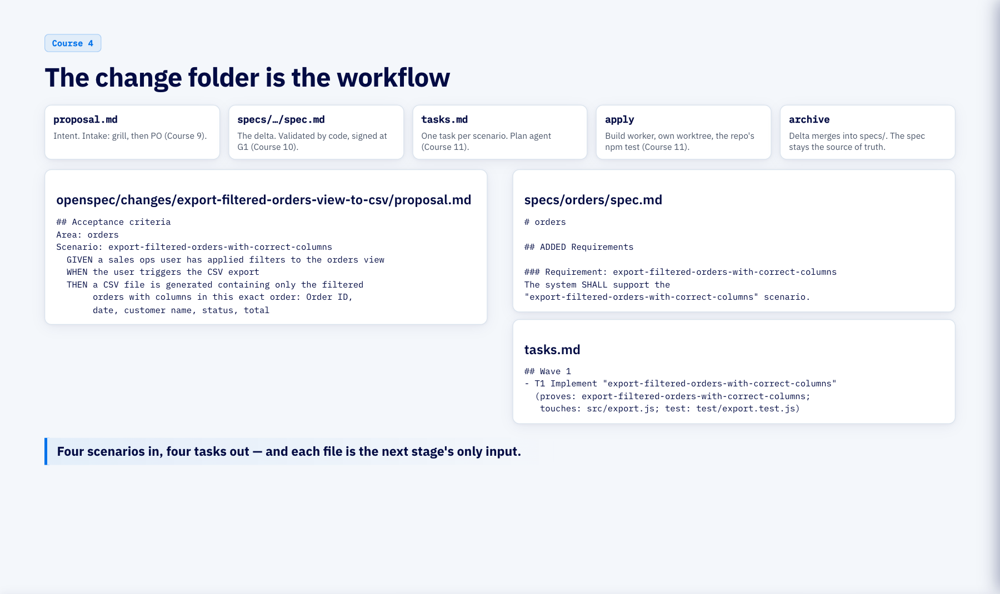 Course 4
The change folder is the workflow
proposal.md
Intent. Intake: grill, then PO (Course 9).
specs/…/spec.md
The delta. Validated by code, signed at
G1 (Course 10).
tasks.md
One task per scenario. Plan agent
(Course 11).
apply
Build worker, own worktree, the repo's
npm test (Course 11).
archive
Delta merges into specs/. The spec
stays the source of truth.
openspec/changes/export-filtered-orders-view-to-csv/proposal.md
## Acceptance criteria
Area: orders
Scenario: export-filtered-orders-with-correct-columns
  GIVEN a sales ops user has applied filters to the orders view
  WHEN the user triggers the CSV export
  THEN a CSV file is generated containing only the filtered
       orders with columns in this exact order: Order ID,
       date, customer name, status, total
specs/orders/spec.md
# orders
## ADDED Requirements
### Requirement: export-filtered-orders-with-correct-columns
The system SHALL support the
"export-filtered-orders-with-correct-columns" scenario.
tasks.md
## Wave 1
- T1 Implement "export-filtered-orders-with-correct-columns"
  (proves: export-filtered-orders-with-correct-columns;
   touches: src/export.js; test: test/export.test.js)
Four scenarios in, four tasks out — and each file is the next stage's only input.